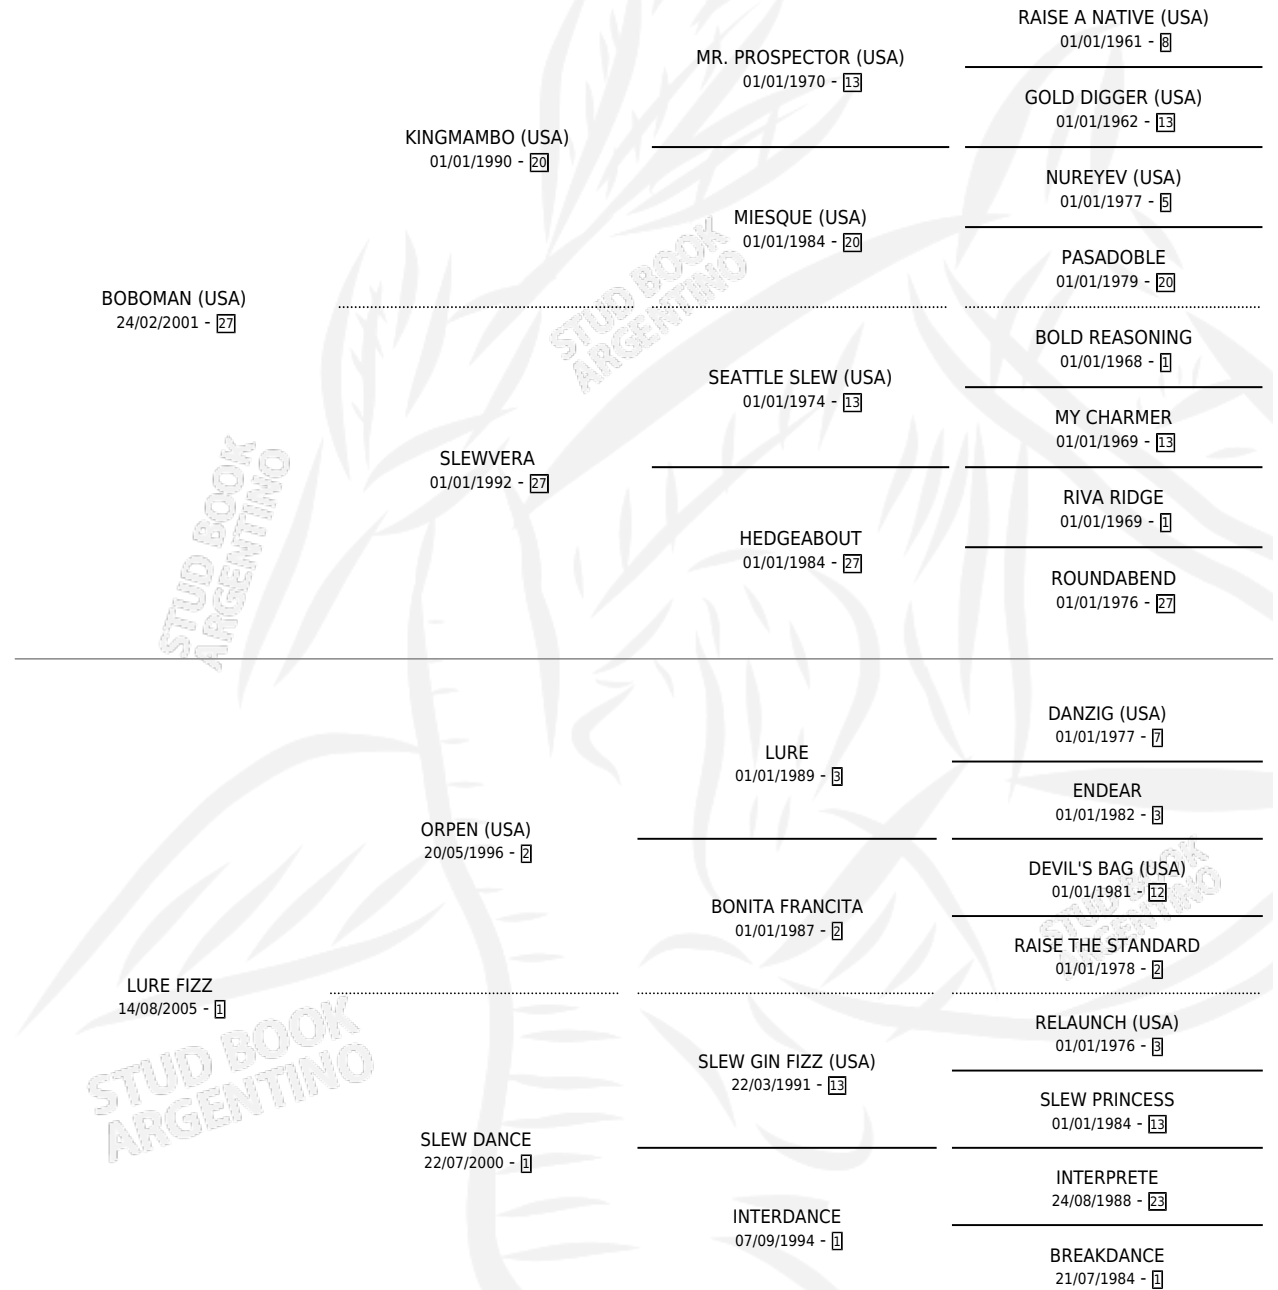 RAISE A NATIVE (USA)
01/01/1961 - 8
MR. PROSPECTOR (USA)
01/01/1970 - 13
GOLD DIGGER (USA)
01/01/1962 - 13
KINGMAMBO (USA)
01/01/1990 - 20
NUREYEV (USA)
01/01/1977 - 5
MIESQUE (USA)
01/01/1984 - 20
PASADOBLE
01/01/1979 - 20
BOBOMAN (USA)
24/02/2001 - 27
BOLD REASONING
01/01/1968 - 1
SEATTLE SLEW (USA)
01/01/1974 - 13
MY CHARMER
01/01/1969 - 13
SLEWVERA
01/01/1992 - 27
RIVA RIDGE
01/01/1969 - 1
HEDGEABOUT
01/01/1984 - 27
ROUNDABEND
01/01/1976 - 27
DANZIG (USA)
01/01/1977 - 7
LURE
01/01/1989 - 3
ENDEAR
01/01/1982 - 3
ORPEN (USA)
20/05/1996 - 2
DEVIL'S BAG (USA)
01/01/1981 - 12
BONITA FRANCITA
01/01/1987 - 2
RAISE THE STANDARD
01/01/1978 - 2
LURE FIZZ
14/08/2005 - 1
RELAUNCH (USA)
01/01/1976 - 3
SLEW GIN FIZZ (USA)
22/03/1991 - 13
SLEW PRINCESS
01/01/1984 - 13
SLEW DANCE
22/07/2000 - 1
INTERPRETE
24/08/1988 - 23
INTERDANCE
07/09/1994 - 1
BREAKDANCE
21/07/1984 - 1
STUD BOOK
ARGENTINO
STUD BOOK
ARGENTINO
STUD BOOK
ARGENTINO
STUD BOOK
ARGENTINO